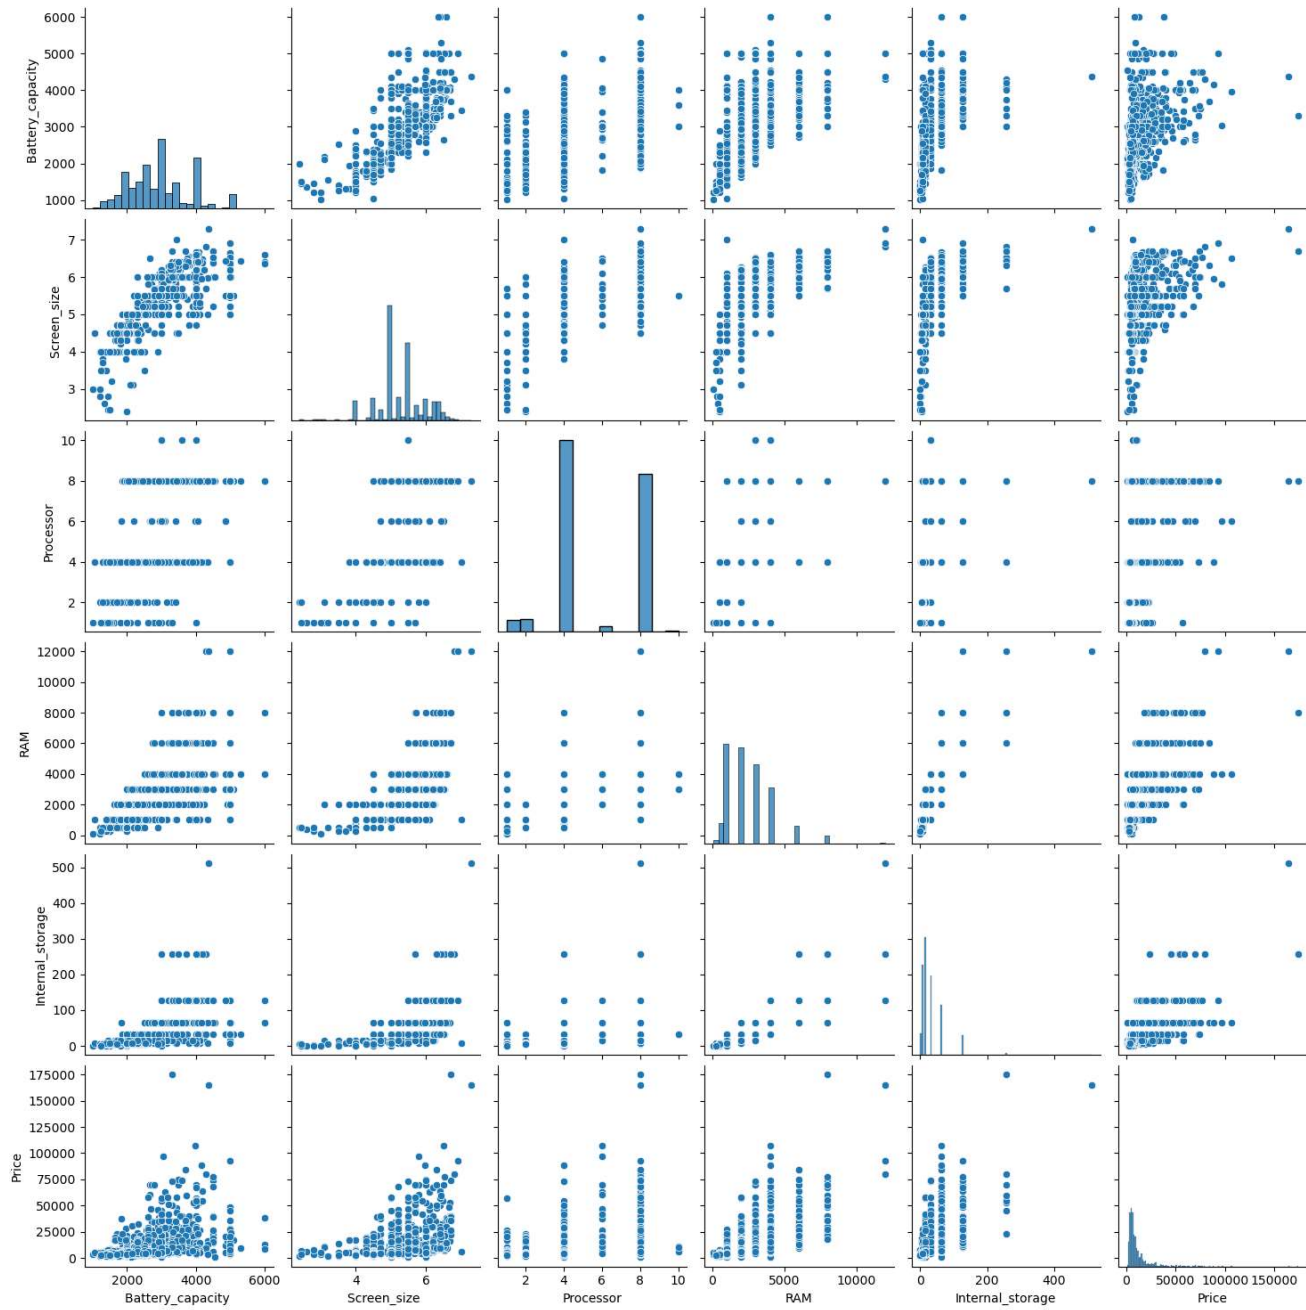 6000
5000
4000
3000
2000
1000
Battery_capacity
7
6
5
4
3
Screen_size
10
8
6
4
2
Processor
12000
10000
8000
6000
4000
2000
0
RAM
500
400
300
200
100
0
Internal_storage
175000
150000
125000
100000
75000
50000
25000
0
Price
2000 4000 6000
Battery_capacity
4 6
Screen_size
2 4 6 8 10
Processor
0 5000 10000
RAM
0 200 400
Internal_storage
0 50000 100000 150000
Price